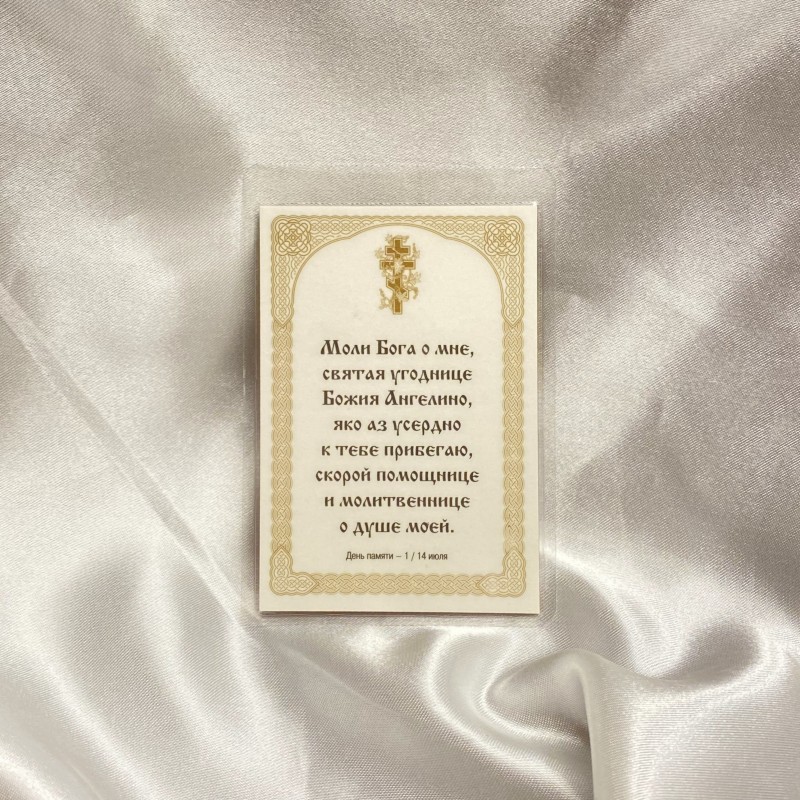 Моли Бога о мне,
святая угоднице
Божия Ангелино,
яко аз усердно
к тебе прибегаю,
скорой помощнице
и молитвеннице
о душе моей.
День памяти – 1 / 14 июля